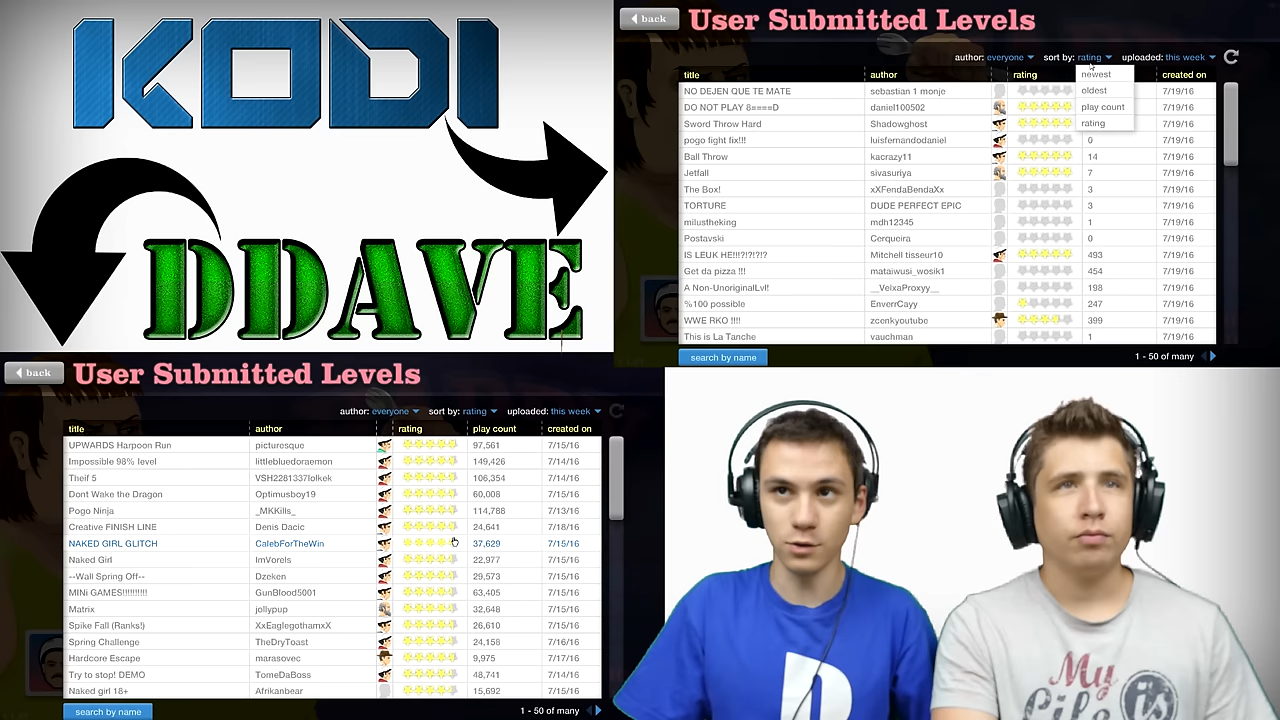 KODI
DDAVE
back
User Submitted Levels
author: everyone sort by: rating uploaded: this week
title author rating created on
newest
oldest
play count
rating
NO DEJEN QUE TE MATE sebastian 1 monje 7/19/16
DO NOT PLAY 8====D daniel100502 7/19/16
Sword Throw Hard Shadowghost 7/19/16
pogo fight fix!!! luisfernandodaniel 0 7/19/16
Ball Throw kacrazy11 14 7/19/16
Jetfall sivasuriya 7 7/19/16
The Box! xXFendaBendaXx 3 7/19/16
TORTURE DUDE PERFECT EPIC 3 7/19/16
milustheking mdh12345 1 7/19/16
Postavski Cerqueira 0 7/19/16
IS LEUK HE!!!?!?!?!? Mitchell tisseur10 493 7/19/16
Get da pizza !!! mataiwusi_wosik1 454 7/19/16
A Non-UnoriginalLvl! __VeixaProxyy__ 198 7/19/16
%100 possible EnverrCayy 247 7/19/16
WWE RKO !!!! zcenkyoutube 399 7/19/16
This is La Tanche vauchman 1 7/19/16
search by name 1 - 50 of many
back
User Submitted Levels
author: everyone sort by: rating uploaded: this week
title author rating play count created on
UPWARDS Harpoon Run picturesque 97,561 7/15/16
Impossible 98% level littlebluedoraemon 149,426 7/14/16
Theif 5 VSH2281337lolkek 106,354 7/14/16
Dont Wake the Dragon Optimusboy19 60,008 7/15/16
Pogo Ninja _MKKills_ 114,788 7/13/16
Creative FINISH LINE Denis Dacic 24,641 7/18/16
NAKED GIRL GLITCH CalebForTheWin 37,629 7/15/16
Naked Girl ImVorels 22,977 7/15/16
--Wall Spring Off-- Dzeken 29,573 7/15/16
MINi GAMES!!!!!!!!!! GunBlood5001 63,405 7/15/16
Matrix jollypup 32,648 7/15/16
Spike Fall (Ranks!) XxEaglegothamxX 26,610 7/15/16
Spring Challenge TheDryToast 24,158 7/16/16
Hardcore Escape marasovec 9,975 7/17/16
Try to stop! DEMO TomeDaBoss 48,741 7/14/16
Naked girl 18+ Afrikanbear 15,692 7/15/16
search by name 1 - 50 of many
D
My
Life is